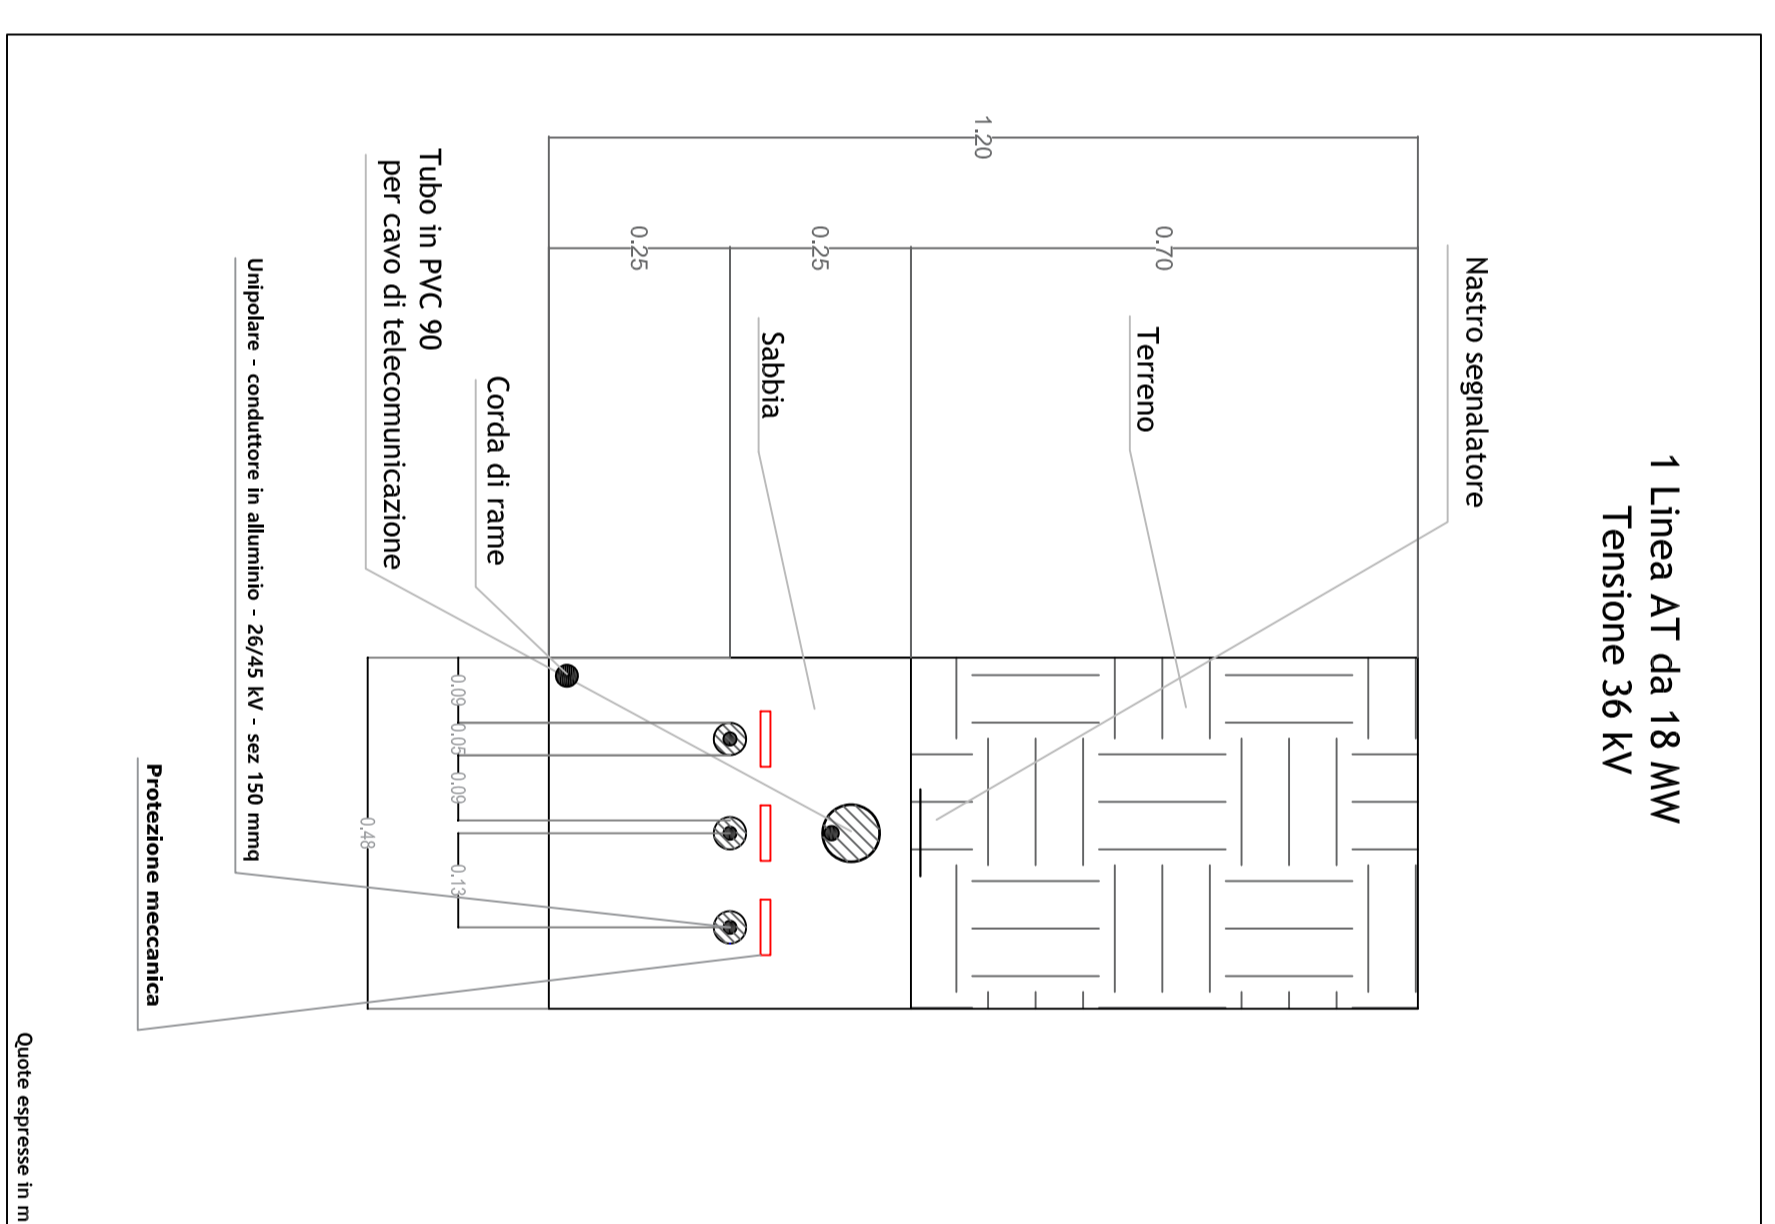 1 Linea AT da 18 MW
Tensione 36 kV
Nastro segnalatore
Terreno
Sabbia
Corda di rame
Tubo in PVC 90
per cavo di telecomunicazione
Unipolare - conduttore in alluminio - 26/45 kV - sez 150 mmq
Protezione meccanica
1.20
0.70
0.25
0.25
0.09
0.05
0.09
0.13
0.48
Quote espresse in m